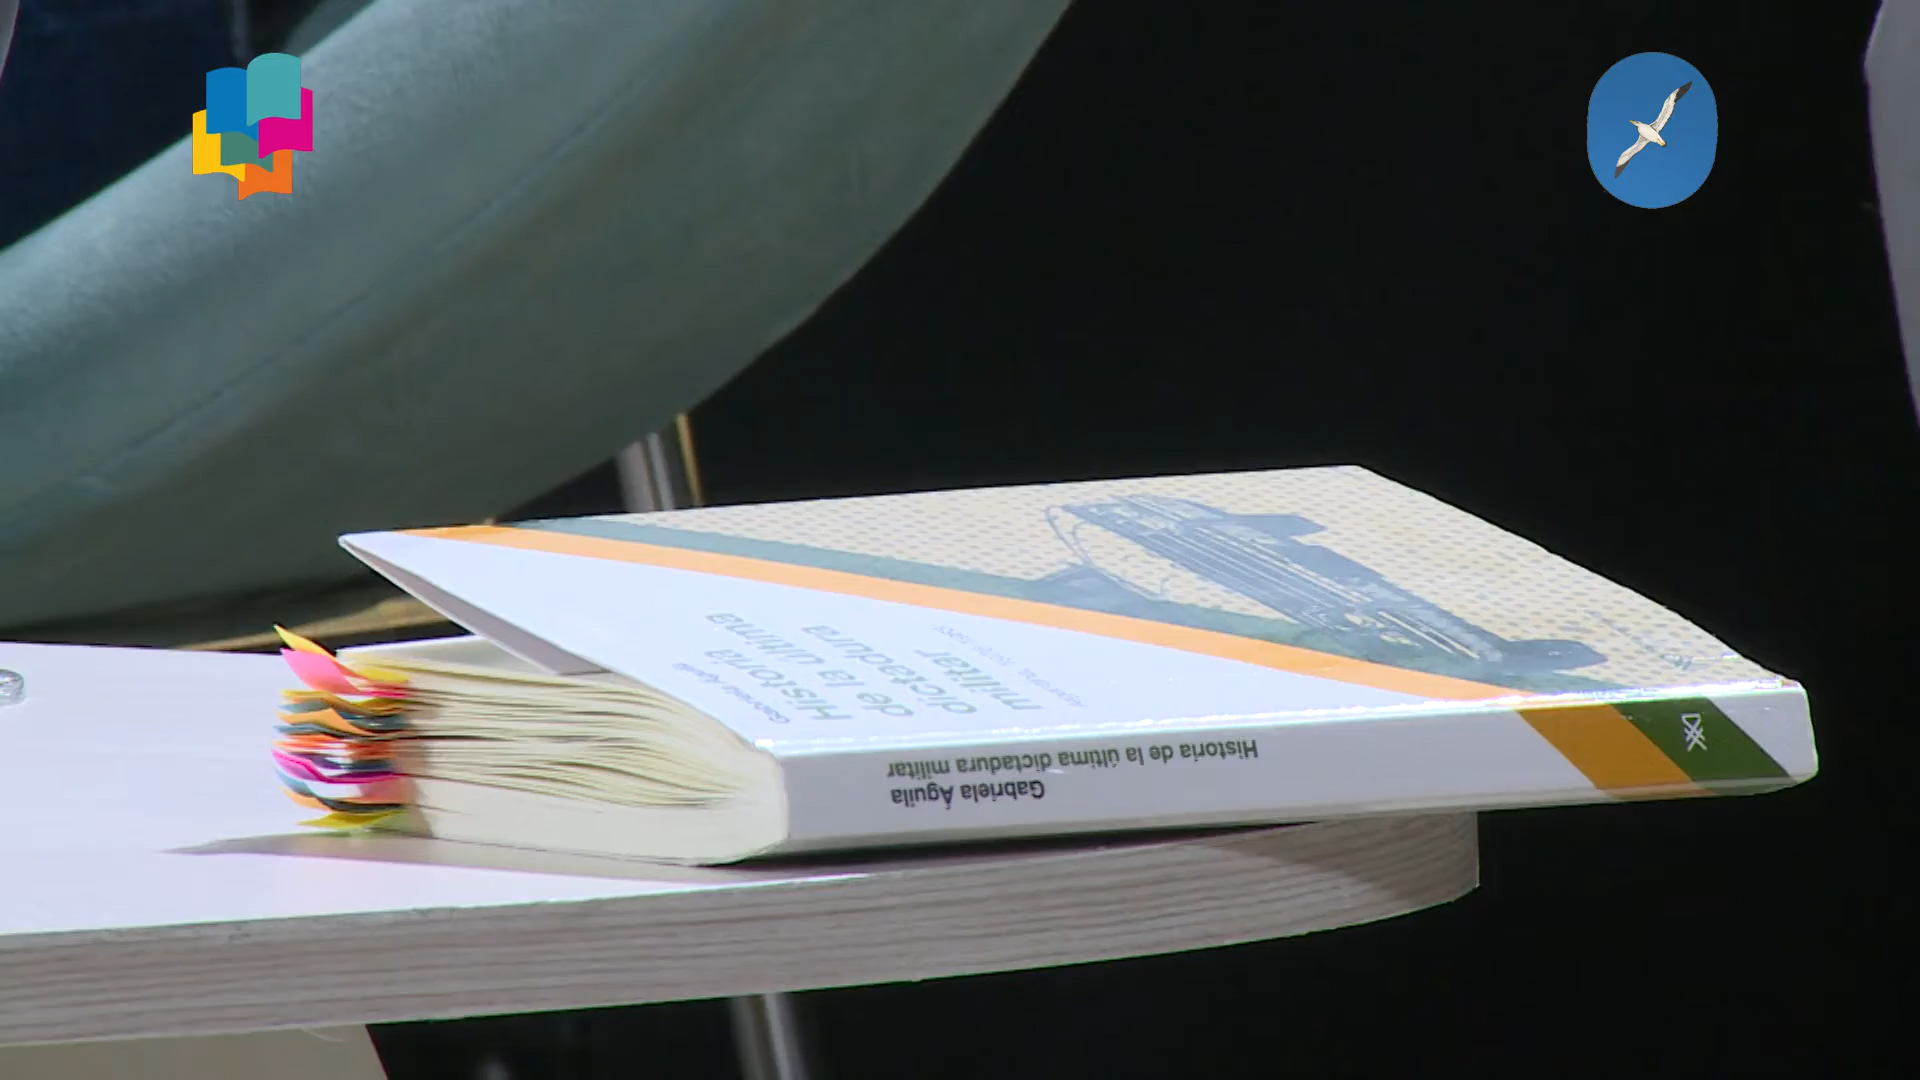 Gabriela Águila
Historia
de la última
dictadura
militar
Gabriela Águila
Historia de la última dictadura militar